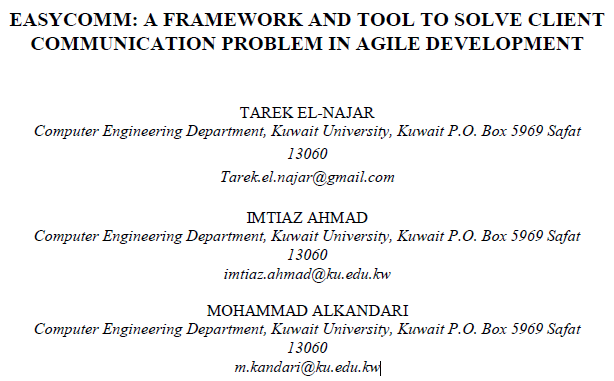 EASYCOMM: A FRAMEWORK AND TOOL TO SOLVE CLIENT
COMMUNICATION PROBLEM IN AGILE DEVELOPMENT
TAREK EL-NAJAR
Computer Engineering Department, Kuwait University, Kuwait P.O. Box 5969 Safat
13060
Tarek.el.najar@gmail.com
IMTIAZ AHMAD
Computer Engineering Department, Kuwait University, Kuwait P.O. Box 5969 Safat
13060
imtiaz.ahmad@ku.edu.kw
MOHAMMAD ALKANDARI
Computer Engineering Department, Kuwait University, Kuwait P.O. Box 5969 Safat
13060
m.kandari@ku.edu.kw